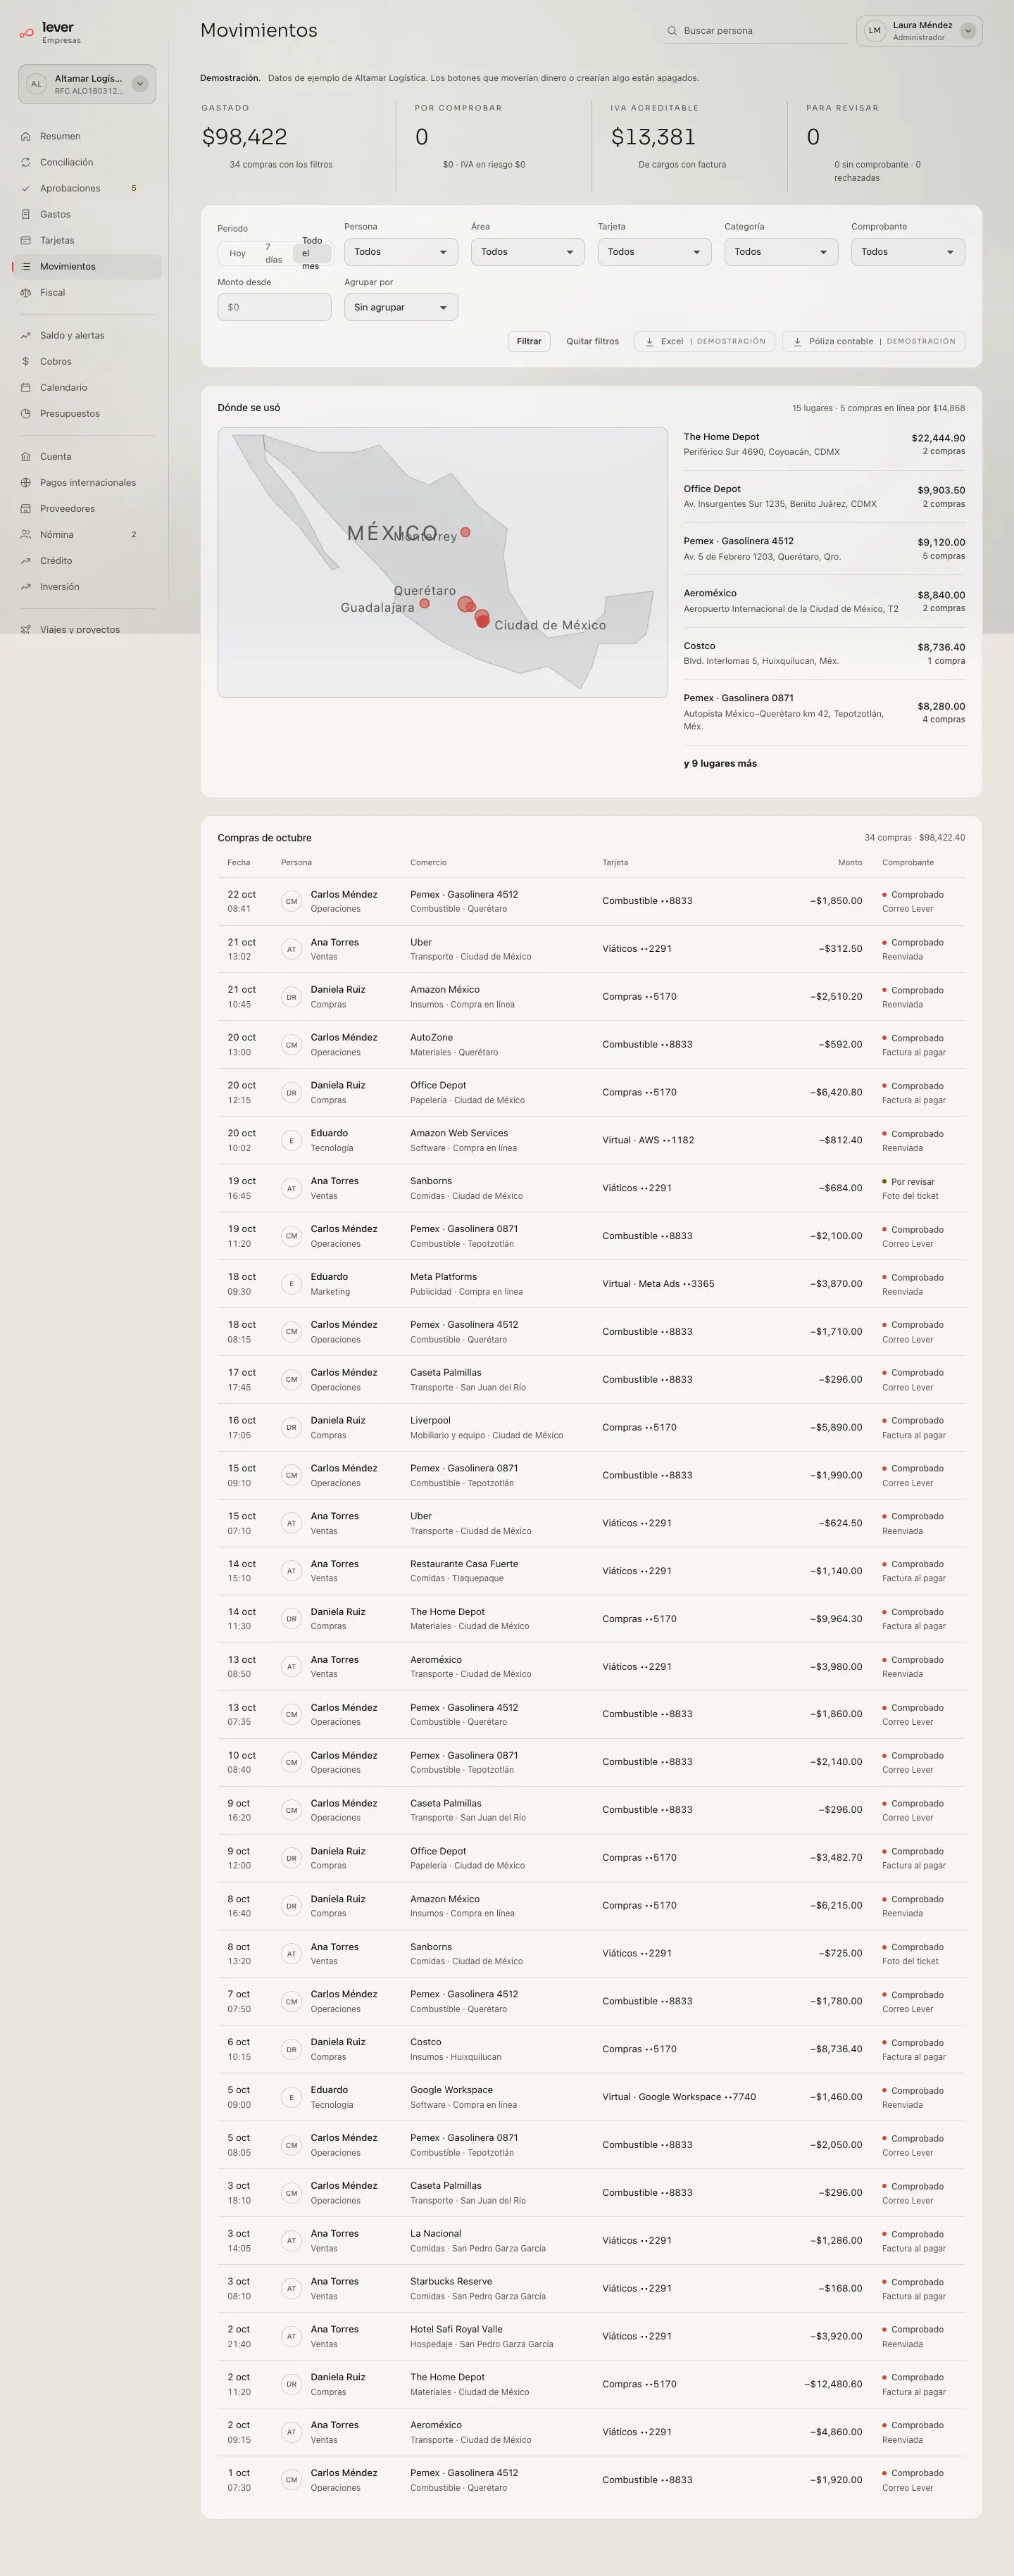 lever
Empresas
AL
Altamar Logís...
RFC ALO180312...
Resumen
Conciliación
Aprobaciones 5
Gastos
Tarjetas
Movimientos
Fiscal
Saldo y alertas
Cobros
Calendario
Presupuestos
Cuenta
Pagos internacionales
Proveedores
Nómina 2
Crédito
Inversión
Viajes y proyectos
Movimientos
Buscar persona
LM
Laura Méndez
Administrador
Demostración. Datos de ejemplo de Altamar Logística. Los botones que moverían dinero o crearían algo están apagados.
GASTADO
$98,422
34 compras con los filtros
POR COMPROBAR
0
$0 · IVA en riesgo $0
IVA ACREDITABLE
$13,381
De cargos con factura
PARA REVISAR
0
0 sin comprobante · 0
rechazadas
Periodo
Hoy
7 días
Todo el mes
Persona
Todos
Área
Todos
Tarjeta
Todos
Categoría
Todos
Comprobante
Todos
Monto desde
$0
Agrupar por
Sin agrupar
Filtrar
Quitar filtros
Excel | DEMOSTRACIÓN
Póliza contable | DEMOSTRACIÓN
Dónde se usó
15 lugares · 5 compras en línea por $14,868
MÉXICO
Monterrey
Querétaro
Guadalajara
Ciudad de México
The Home Depot $22,444.90
Periférico Sur 4690, Coyoacán, CDMX 2 compras
Office Depot $9,903.50
Av. Insurgentes Sur 1235, Benito Juárez, CDMX 2 compras
Pemex · Gasolinera 4512 $9,120.00
Av. 5 de Febrero 1203, Querétaro, Qro. 5 compras
Aeroméxico $8,840.00
Aeropuerto Internacional de la Ciudad de México, T2 2 compras
Costco $8,736.40
Blvd. Interlomas 5, Huixquilucan, Méx. 1 compra
Pemex · Gasolinera 0871 $8,280.00
Autopista México–Querétaro km 42, Tepotzotlán, Méx. 4 compras
y 9 lugares más
Compras de octubre 34 compras · $98,422.40
Fecha Persona Comercio Tarjeta Monto Comprobante
22 oct CM Carlos Méndez Pemex · Gasolinera 4512 Combustible ••8833 –$1,850.00 Comprobado
08:41 Operaciones Combustible · Querétaro Correo Lever
21 oct AT Ana Torres Uber Viáticos ••2291 –$312.50 Comprobado
13:02 Ventas Transporte · Ciudad de México Reenviada
21 oct DR Daniela Ruiz Amazon México Compras ••5170 –$2,510.20 Comprobado
10:45 Compras Insumos · Compra en línea Reenviada
20 oct CM Carlos Méndez AutoZone Combustible ••8833 –$592.00 Comprobado
13:00 Operaciones Materiales · Querétaro Factura al pagar
20 oct DR Daniela Ruiz Office Depot Compras ••5170 –$6,420.80 Comprobado
12:15 Compras Papelería · Ciudad de México Factura al pagar
20 oct E Eduardo Amazon Web Services Virtual · AWS ••1182 –$812.40 Comprobado
10:02 Tecnología Software · Compra en línea Reenviada
19 oct AT Ana Torres Sanborns Viáticos ••2291 –$684.00 Por revisar
16:45 Ventas Comidas · Ciudad de México Foto del ticket
19 oct CM Carlos Méndez Pemex · Gasolinera 0871 Combustible ••8833 –$2,100.00 Comprobado
11:20 Operaciones Combustible · Tepotzotlán Correo Lever
18 oct E Eduardo Meta Platforms Virtual · Meta Ads ••3365 –$3,870.00 Comprobado
09:30 Marketing Publicidad · Compra en línea Reenviada
18 oct CM Carlos Méndez Pemex · Gasolinera 4512 Combustible ••8833 –$1,710.00 Comprobado
08:15 Operaciones Combustible · Querétaro Correo Lever
17 oct CM Carlos Méndez Caseta Palmillas Combustible ••8833 –$296.00 Comprobado
17:45 Operaciones Transporte · San Juan del Río Correo Lever
16 oct DR Daniela Ruiz Liverpool Compras ••5170 –$5,890.00 Comprobado
17:05 Compras Mobiliario y equipo · Ciudad de México Factura al pagar
15 oct CM Carlos Méndez Pemex · Gasolinera 0871 Combustible ••8833 –$1,990.00 Comprobado
09:10 Operaciones Combustible · Tepotzotlán Correo Lever
15 oct AT Ana Torres Uber Viáticos ••2291 –$624.50 Comprobado
07:10 Ventas Transporte · Ciudad de México Reenviada
14 oct AT Ana Torres Restaurante Casa Fuerte Viáticos ••2291 –$1,140.00 Comprobado
15:10 Ventas Comidas · Tlaquepaque Factura al pagar
14 oct DR Daniela Ruiz The Home Depot Compras ••5170 –$9,964.30 Comprobado
11:30 Compras Materiales · Ciudad de México Factura al pagar
13 oct AT Ana Torres Aeroméxico Viáticos ••2291 –$3,980.00 Comprobado
08:50 Ventas Transporte · Ciudad de México Reenviada
13 oct CM Carlos Méndez Pemex · Gasolinera 4512 Combustible ••8833 –$1,860.00 Comprobado
07:35 Operaciones Combustible · Querétaro Correo Lever
10 oct CM Carlos Méndez Pemex · Gasolinera 0871 Combustible ••8833 –$2,140.00 Comprobado
08:40 Operaciones Combustible · Tepotzotlán Correo Lever
9 oct CM Carlos Méndez Caseta Palmillas Combustible ••8833 –$296.00 Comprobado
16:20 Operaciones Transporte · San Juan del Río Correo Lever
9 oct DR Daniela Ruiz Office Depot Compras ••5170 –$3,482.70 Comprobado
12:00 Compras Papelería · Ciudad de México Factura al pagar
8 oct DR Daniela Ruiz Amazon México Compras ••5170 –$6,215.00 Comprobado
16:40 Compras Insumos · Compra en línea Reenviada
8 oct AT Ana Torres Sanborns Viáticos ••2291 –$725.00 Comprobado
13:20 Ventas Comidas · Ciudad de México Foto del ticket
7 oct CM Carlos Méndez Pemex · Gasolinera 4512 Combustible ••8833 –$1,780.00 Comprobado
07:50 Operaciones Combustible · Querétaro Correo Lever
6 oct DR Daniela Ruiz Costco Compras ••5170 –$8,736.40 Comprobado
10:15 Compras Insumos · Huixquilucan Factura al pagar
5 oct E Eduardo Google Workspace Virtual · Google Workspace ••7740 –$1,460.00 Comprobado
09:00 Tecnología Software · Compra en línea Reenviada
5 oct CM Carlos Méndez Pemex · Gasolinera 0871 Combustible ••8833 –$2,050.00 Comprobado
08:05 Operaciones Combustible · Tepotzotlán Correo Lever
3 oct CM Carlos Méndez Caseta Palmillas Combustible ••8833 –$296.00 Comprobado
18:10 Operaciones Transporte · San Juan del Río Correo Lever
3 oct AT Ana Torres La Nacional Viáticos ••2291 –$1,286.00 Comprobado
14:05 Ventas Comidas · San Pedro Garza García Factura al pagar
3 oct AT Ana Torres Starbucks Reserve Viáticos ••2291 –$168.00 Comprobado
08:10 Ventas Comidas · San Pedro Garza García Factura al pagar
2 oct AT Ana Torres Hotel Safi Royal Valle Viáticos ••2291 –$3,920.00 Comprobado
21:40 Ventas Hospedaje · San Pedro Garza García Reenviada
2 oct DR Daniela Ruiz The Home Depot Compras ••5170 –$12,480.60 Comprobado
11:20 Compras Materiales · Ciudad de México Factura al pagar
2 oct AT Ana Torres Aeroméxico Viáticos ••2291 –$4,860.00 Comprobado
09:15 Ventas Transporte · Ciudad de México Reenviada
1 oct CM Carlos Méndez Pemex · Gasolinera 4512 Combustible ••8833 –$1,920.00 Comprobado
07:30 Operaciones Combustible · Querétaro Correo Lever